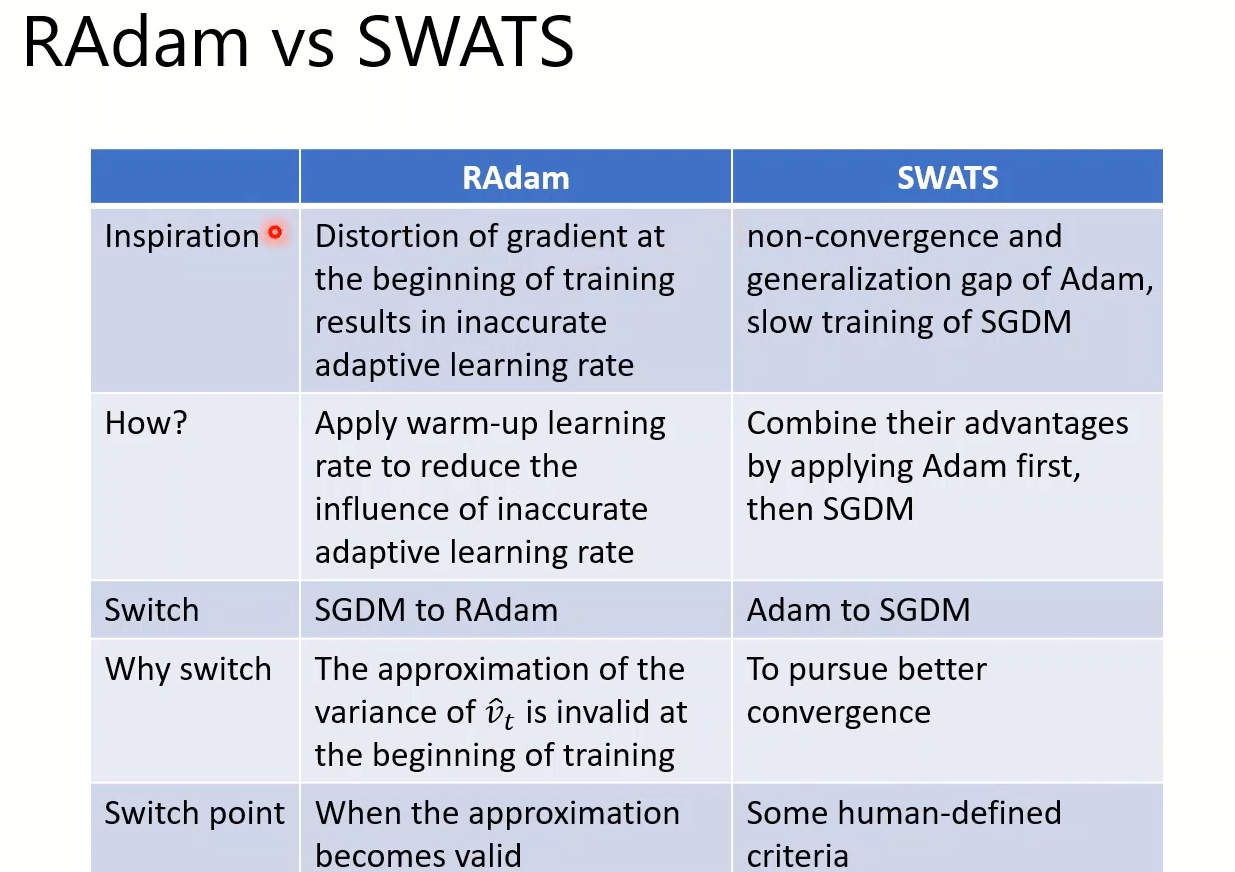 RAdam vs SWATS
RAdam
SWATS
Inspiration
Distortion of gradient at
the beginning of training
results in inaccurate
adaptive learning rate
non-convergence and
generalization gap of Adam,
slow training of SGDM
How?
Apply warm-up learning
rate to reduce the
influence of inaccurate
adaptive learning rate
Combine their advantages
by applying Adam first,
then SGDM
Switch
SGDM to RAdam
Adam to SGDM
Why switch
The approximation of the
variance of v̂ₜ is invalid at
the beginning of training
To pursue better
convergence
Switch point
When the approximation
becomes valid
Some human-defined
criteria